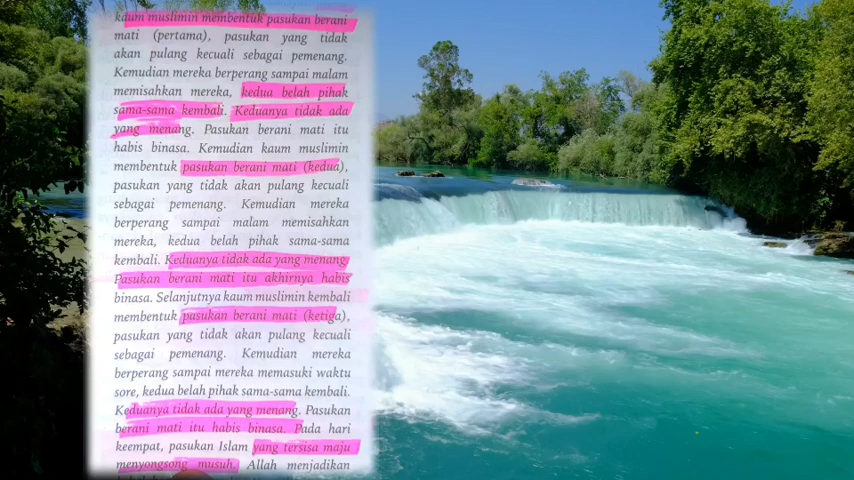 kaum muslimin membentuk pasukan berani
mati (pertama), pasukan yang tidak
akan pulang kecuali sebagai pemenang.
Kemudian mereka berperang sampai malam
memisahkan mereka, kedua belah pihak
sama-sama kembali. Keduanya tidak ada
yang menang. Pasukan berani mati itu
habis binasa. Kemudian kaum muslimin
membentuk pasukan berani mati (kedua),
pasukan yang tidak akan pulang kecuali
sebagai pemenang. Kemudian mereka
berperang sampai malam memisahkan
mereka, kedua belah pihak sama-sama
kembali. Keduanya tidak ada yang menang
Pasukan berani mati itu akhirnya habis
binasa. Selanjutnya kaum muslimin kembali
membentuk pasukan berani mati (ketiga),
pasukan yang tidak akan pulang kecuali
sebagai pemenang. Kemudian mereka
berperang sampai mereka memasuki waktu
sore, kedua belah pihak sama-sama kembali.
Keduanya tidak ada yang menang. Pasukan
berani mati itu habis binasa. Pada hari
keempat, pasukan Islam yang tersisa maju
menyongsong musuh. Allah menjadikan